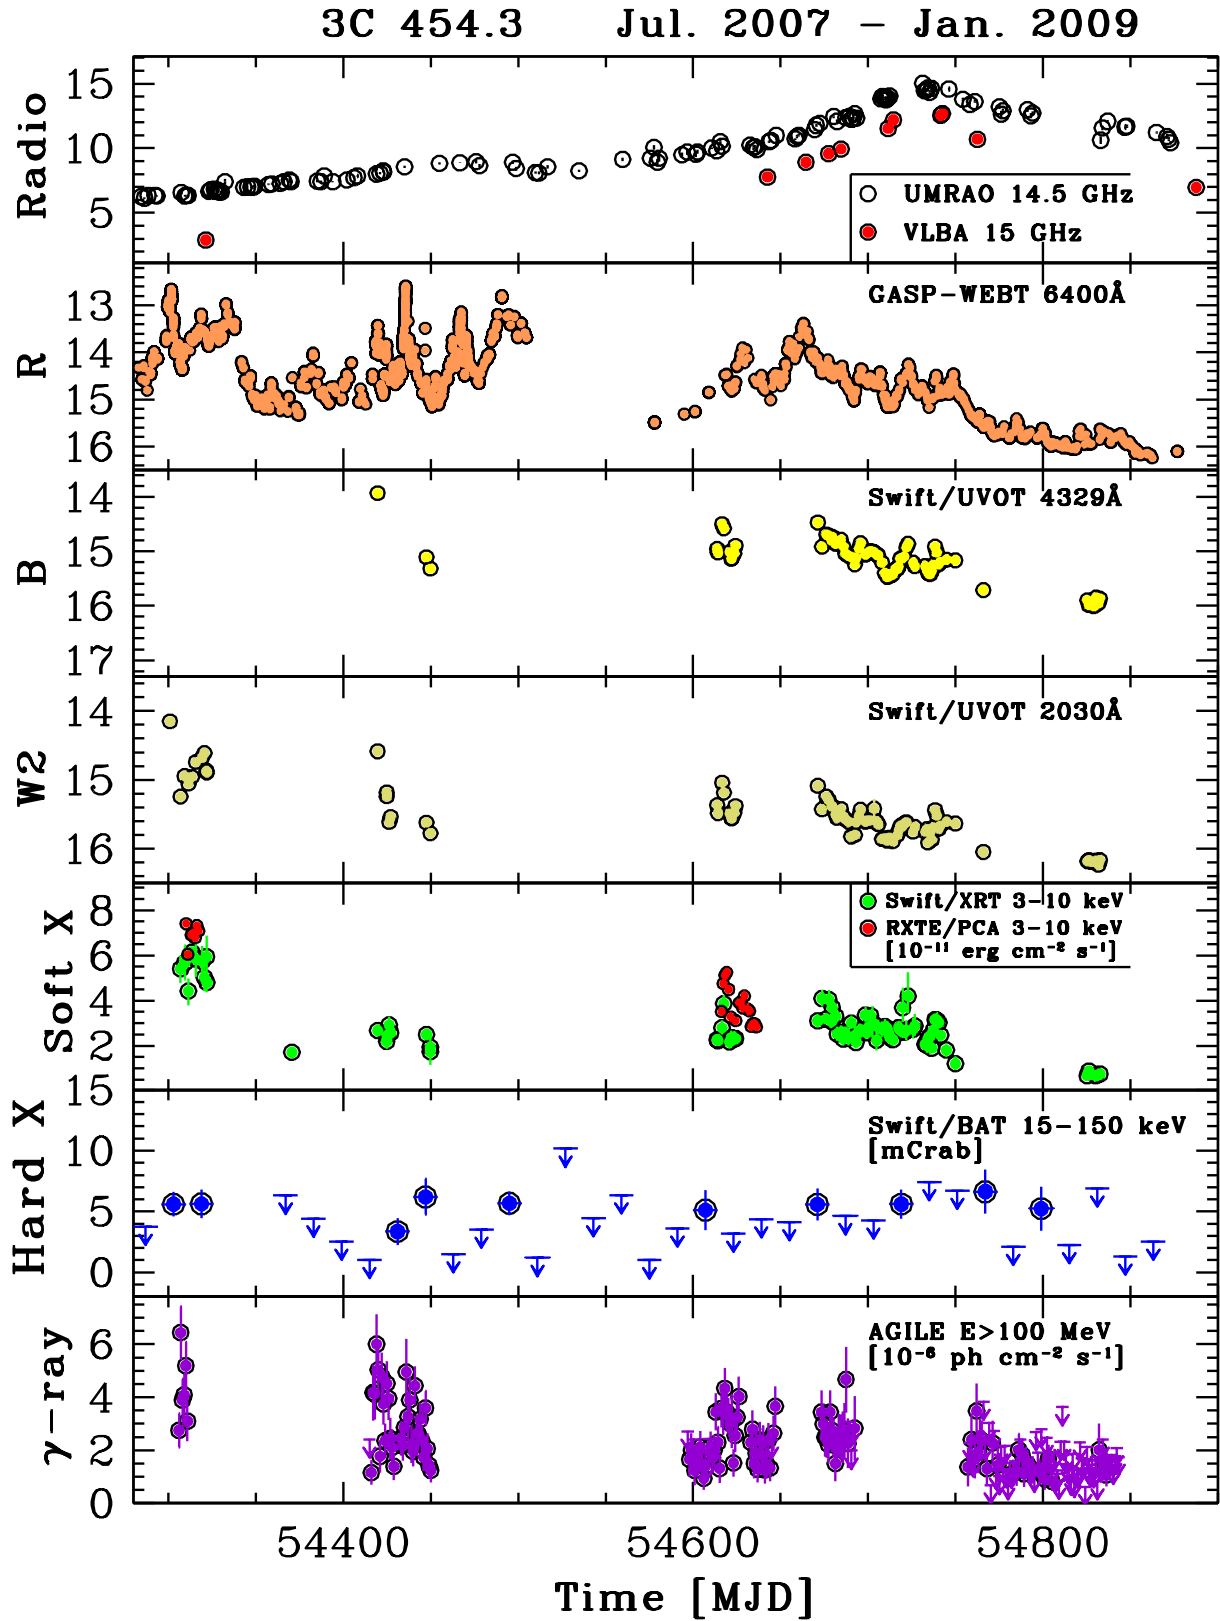 3C 454.3 Jul. 2007 − Jan. 2009
Radio
15
10
5
UMRAO 14.5 GHz
VLBA 15 GHz
R
13
14
15
16
GASP−WEBT 6400Å
B
14
15
16
17
Swift/UVOT 4329Å
W2
14
15
16
Swift/UVOT 2030Å
Soft X
8
6
4
2
Swift/XRT 3−10 keV
RXTE/PCA 3−10 keV
[10⁻¹¹ erg cm⁻² s⁻¹]
Hard X
15
10
5
0
Swift/BAT 15−150 keV
[mCrab]
γ−ray
6
4
2
0
AGILE E>100 MeV
[10⁻⁶ ph cm⁻² s⁻¹]
54400 54600 54800
Time [MJD]